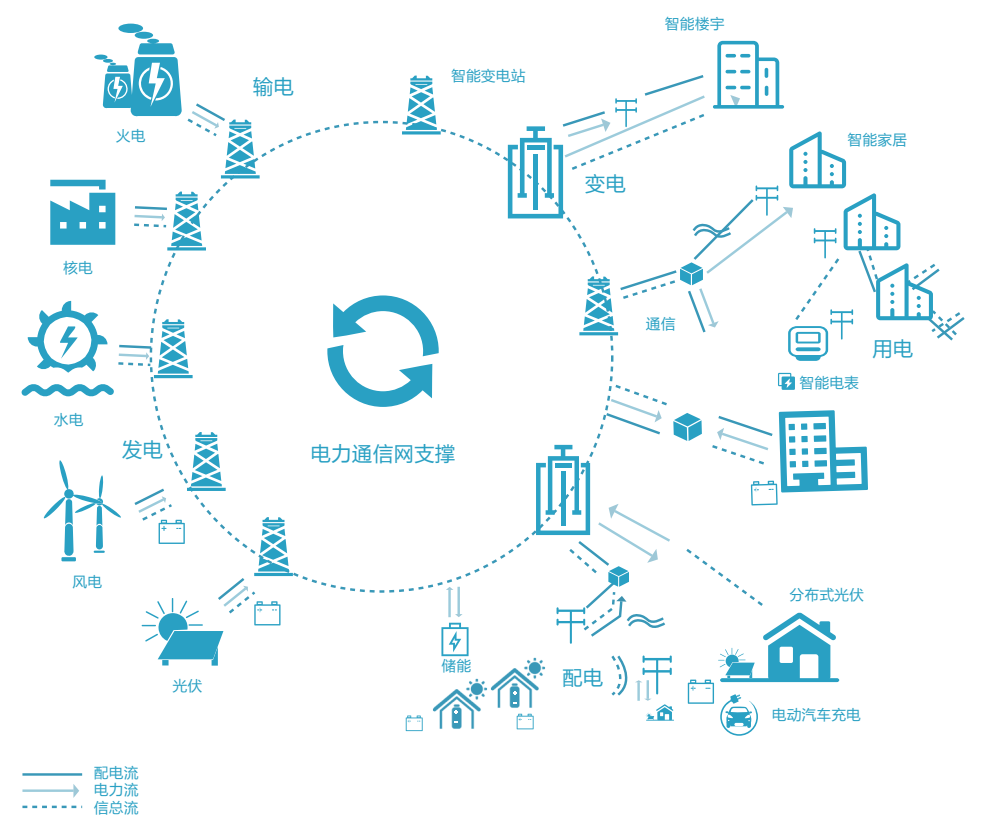 智能楼宇
智能变电站
输电
火电
智能家居
变电
核电
通信
用电
智能电表
水电
发电
电力通信网支撑
风电
分布式光伏
储能
配电
光伏
电动汽车充电
配电流
电力流
信总流